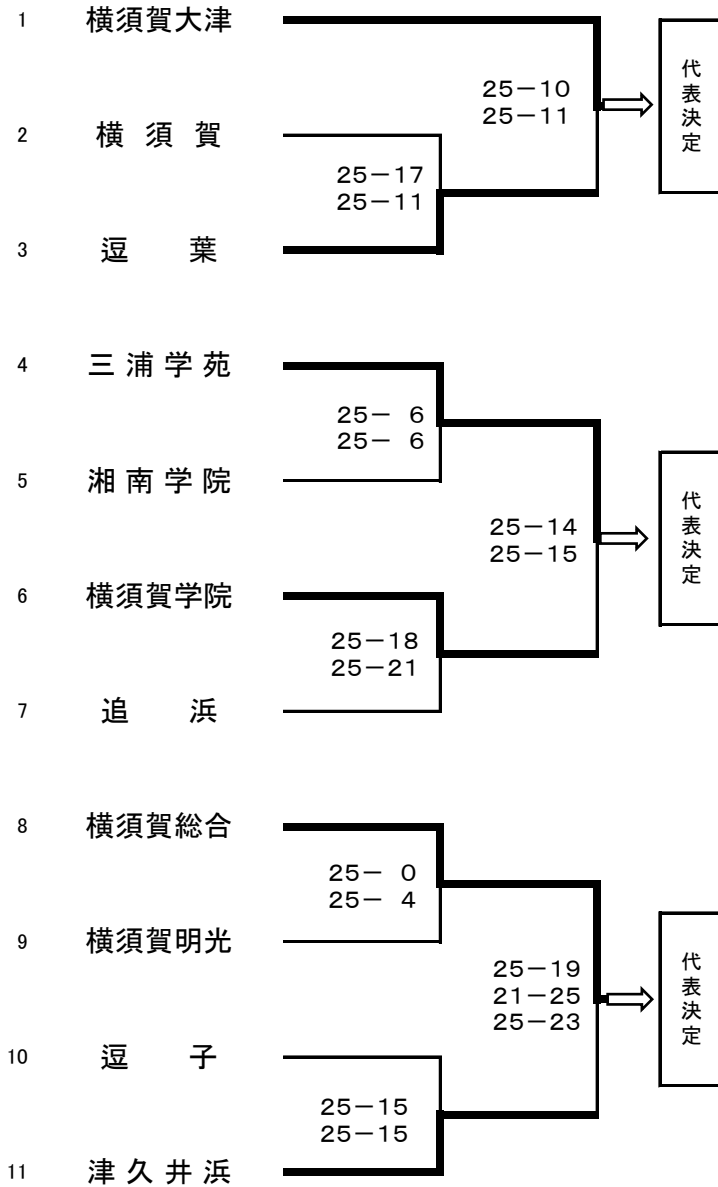 1 横須賀大津
25－10
25－11
代表決定
2 横須賀
25－17
25－11
3 逗葉
4 三浦学苑
25－ 6
25－ 6
5 湘南学院
25－14
25－15
代表決定
6 横須賀学院
25－18
25－21
7 追浜
8 横須賀総合
25－ 0
25－ 4
9 横須賀明光
25－19
21－25
25－23
代表決定
10 逗子
25－15
25－15
11 津久井浜